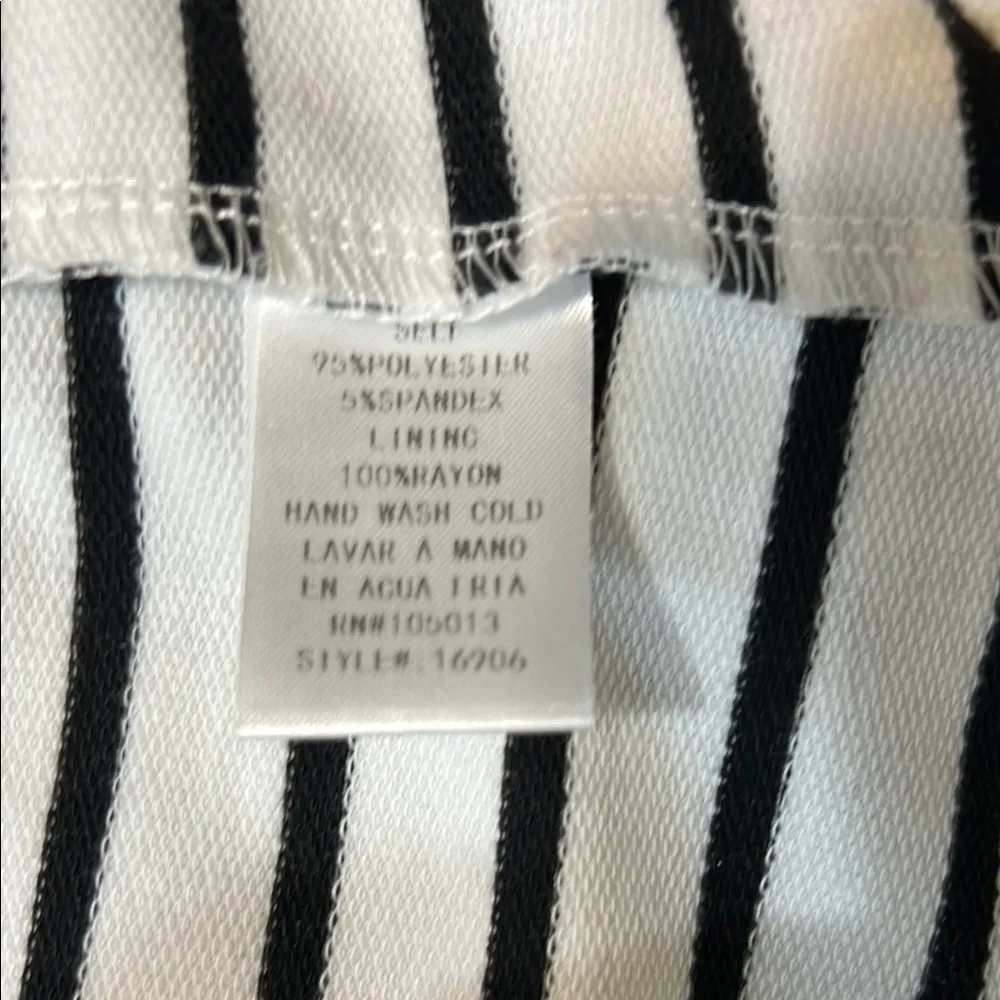 SELF
95%POLYESTER
5%SPANDEX
LINING
100%RAYON
HAND WASH COLD
LAVAR A MANO
EN AGUA FRIA
RN#105013
STYLE#:16906